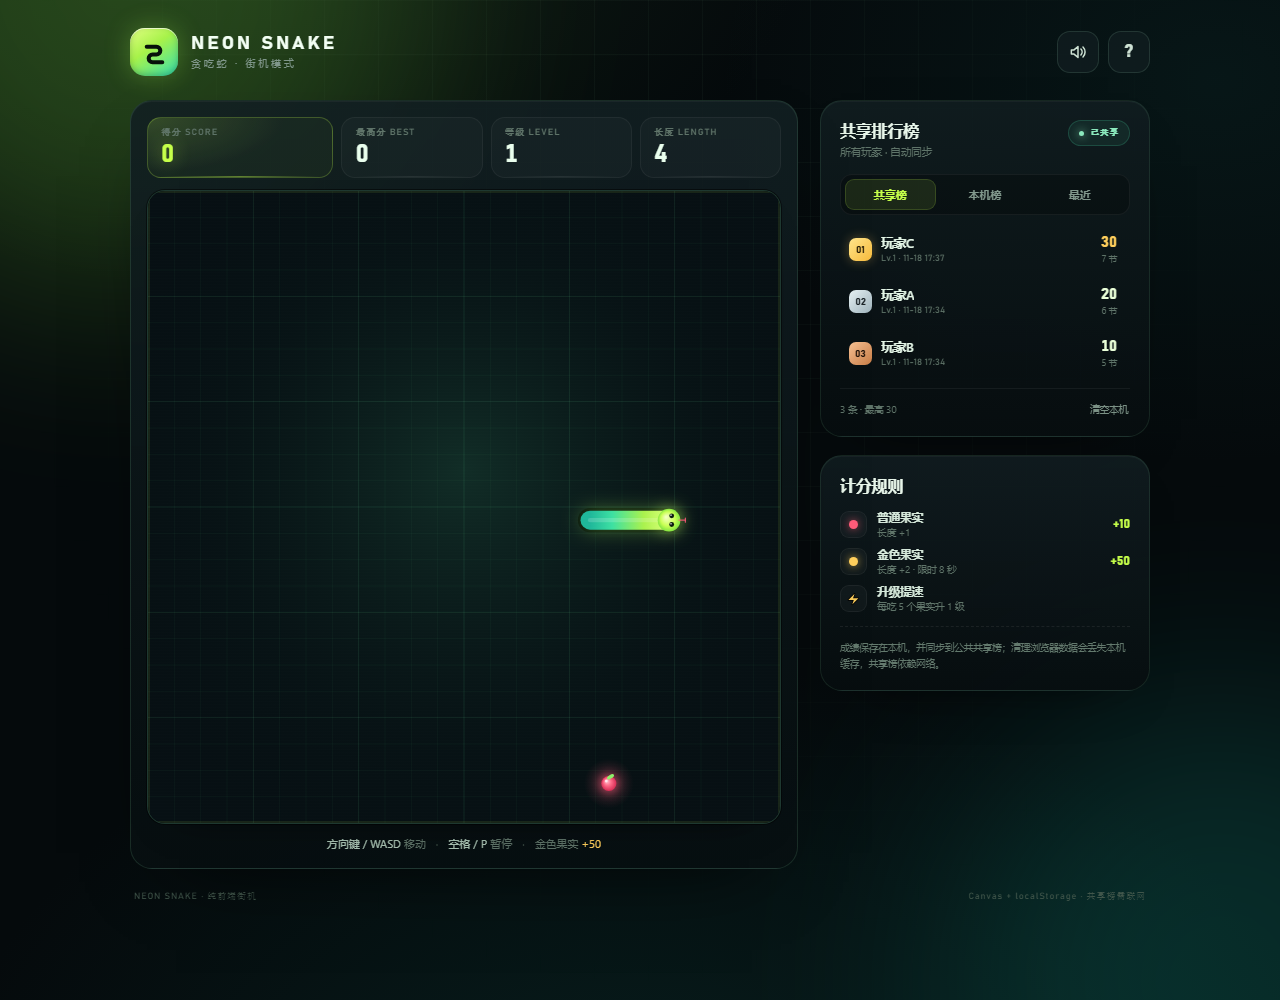 NEON SNAKE
贪吃蛇 · 街机模式
?
得分 SCORE
0
最高分 BEST
0
等级 LEVEL
1
长度 LENGTH
4
方向键 / WASD 移动 · 空格 / P 暂停 · 金色果实 +50
共享排行榜
已共享
所有玩家 · 自动同步
共享榜 本机榜 最近
01 玩家C 30
Lv.1 · 11-18 17:37 7 节
02 玩家A 20
Lv.1 · 11-18 17:34 6 节
03 玩家B 10
Lv.1 · 11-18 17:34 5 节
3 条 · 最高 30 清空本机
计分规则
普通果实 +10
长度 +1
金色果实 +50
长度 +2 · 限时 8 秒
升级提速
每吃 5 个果实升 1 级
成绩保存在本机，并同步到公共共享榜；清理浏览器数据会丢失本机
缓存，共享榜依赖网络。
NEON SNAKE · 纯前端街机
Canvas + localStorage · 共享榜需联网